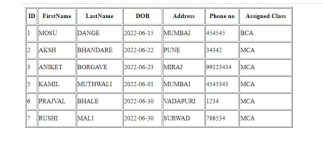 ID FirstName LastName DOB Address Phone no Assigned Class
1 MOSU DANGE 2022-06-15 MUMBAI 454545 BCA
2 AKSH BHANDARE 2022-06-22 PUNE 34342 MCA
3 ANIKET BORGAVE 2022-06-23 MIRAJ 99123434 MCA
5 KAMIL MUTHWALI 2022-06-01 MUMBAI 4545343 MCA
6 PRAJVAL BHALE 2022-06-30 VADAPURI 1234 MCA
7 RUSHI MALI 2022-06-30 SURWAD 786534 MCA